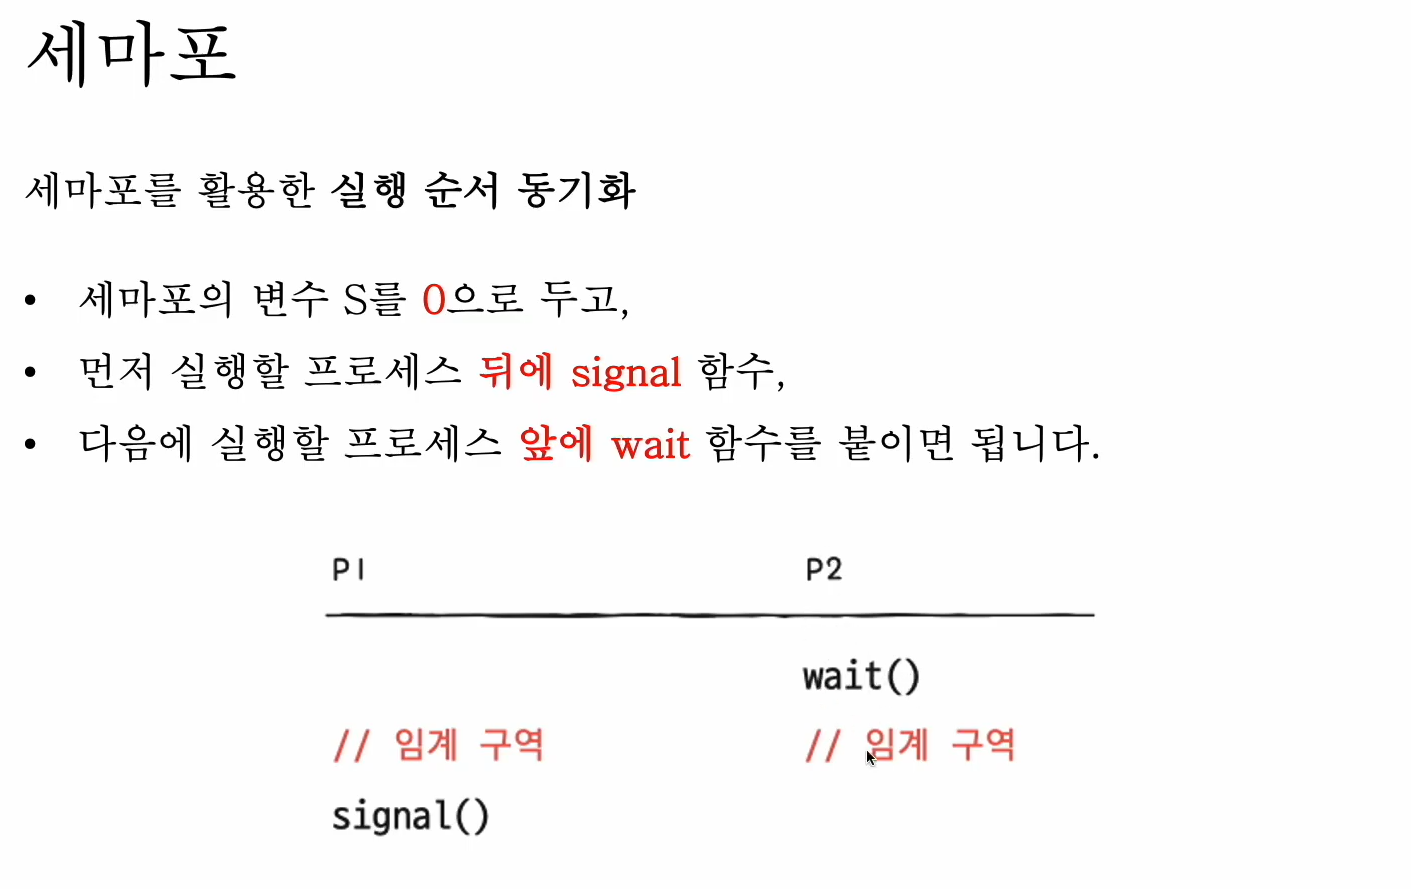 세마포
세마포를 활용한 실행 순서 동기화
• 세마포의 변수 S를 0으로 두고,
• 먼저 실행할 프로세스 뒤에 signal 함수,
• 다음에 실행할 프로세스 앞에 wait 함수를 붙이면 됩니다.
P1 P2
wait()
// 임계 구역 // 임계 구역
signal()